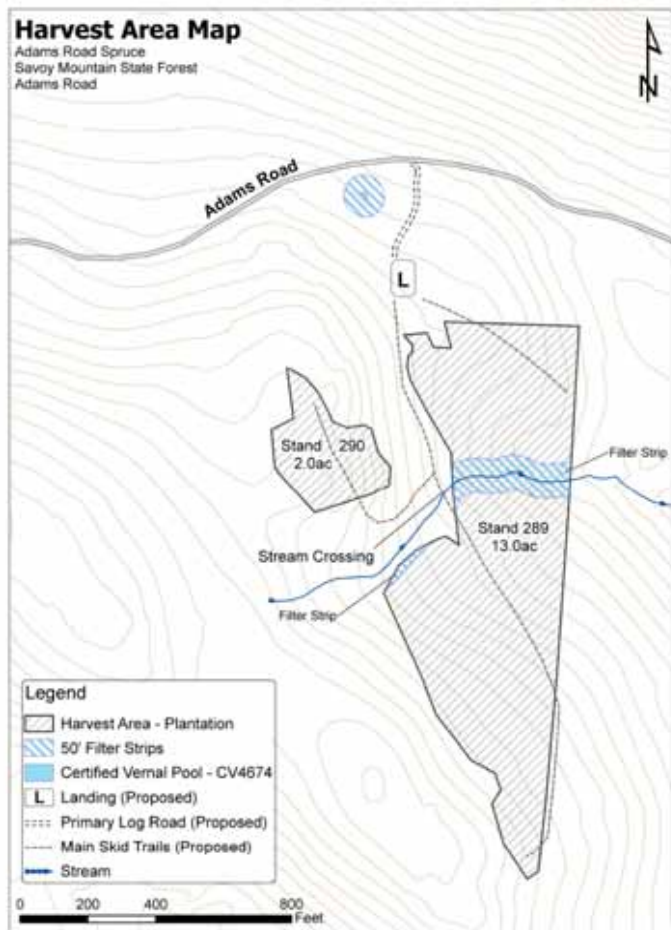 Harvest Area Map
Adams Road Spruce
Savoy Mountain State Forest
Adams Road
N
Adams Road
L
Stand 290
2.0ac
Filter Strip
Stand 289
13.0ac
Stream Crossing
Filter Strip
Legend
Harvest Area - Plantation
50' Filter Strips
Certified Vernal Pool - CV4674
L Landing (Proposed)
Primary Log Road (Proposed)
Main Skid Trails (Proposed)
Stream
0 200 400 800
Feet